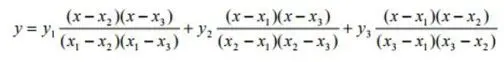 y = y₁ (x−x₂)(x−x₃)/(x₁−x₂)(x₁−x₃) + y₂ (x−x₁)(x−x₃)/(x₂−x₁)(x₂−x₃) + y₃ (x−x₁)(x−x₂)/(x₃−x₁)(x₃−x₂)